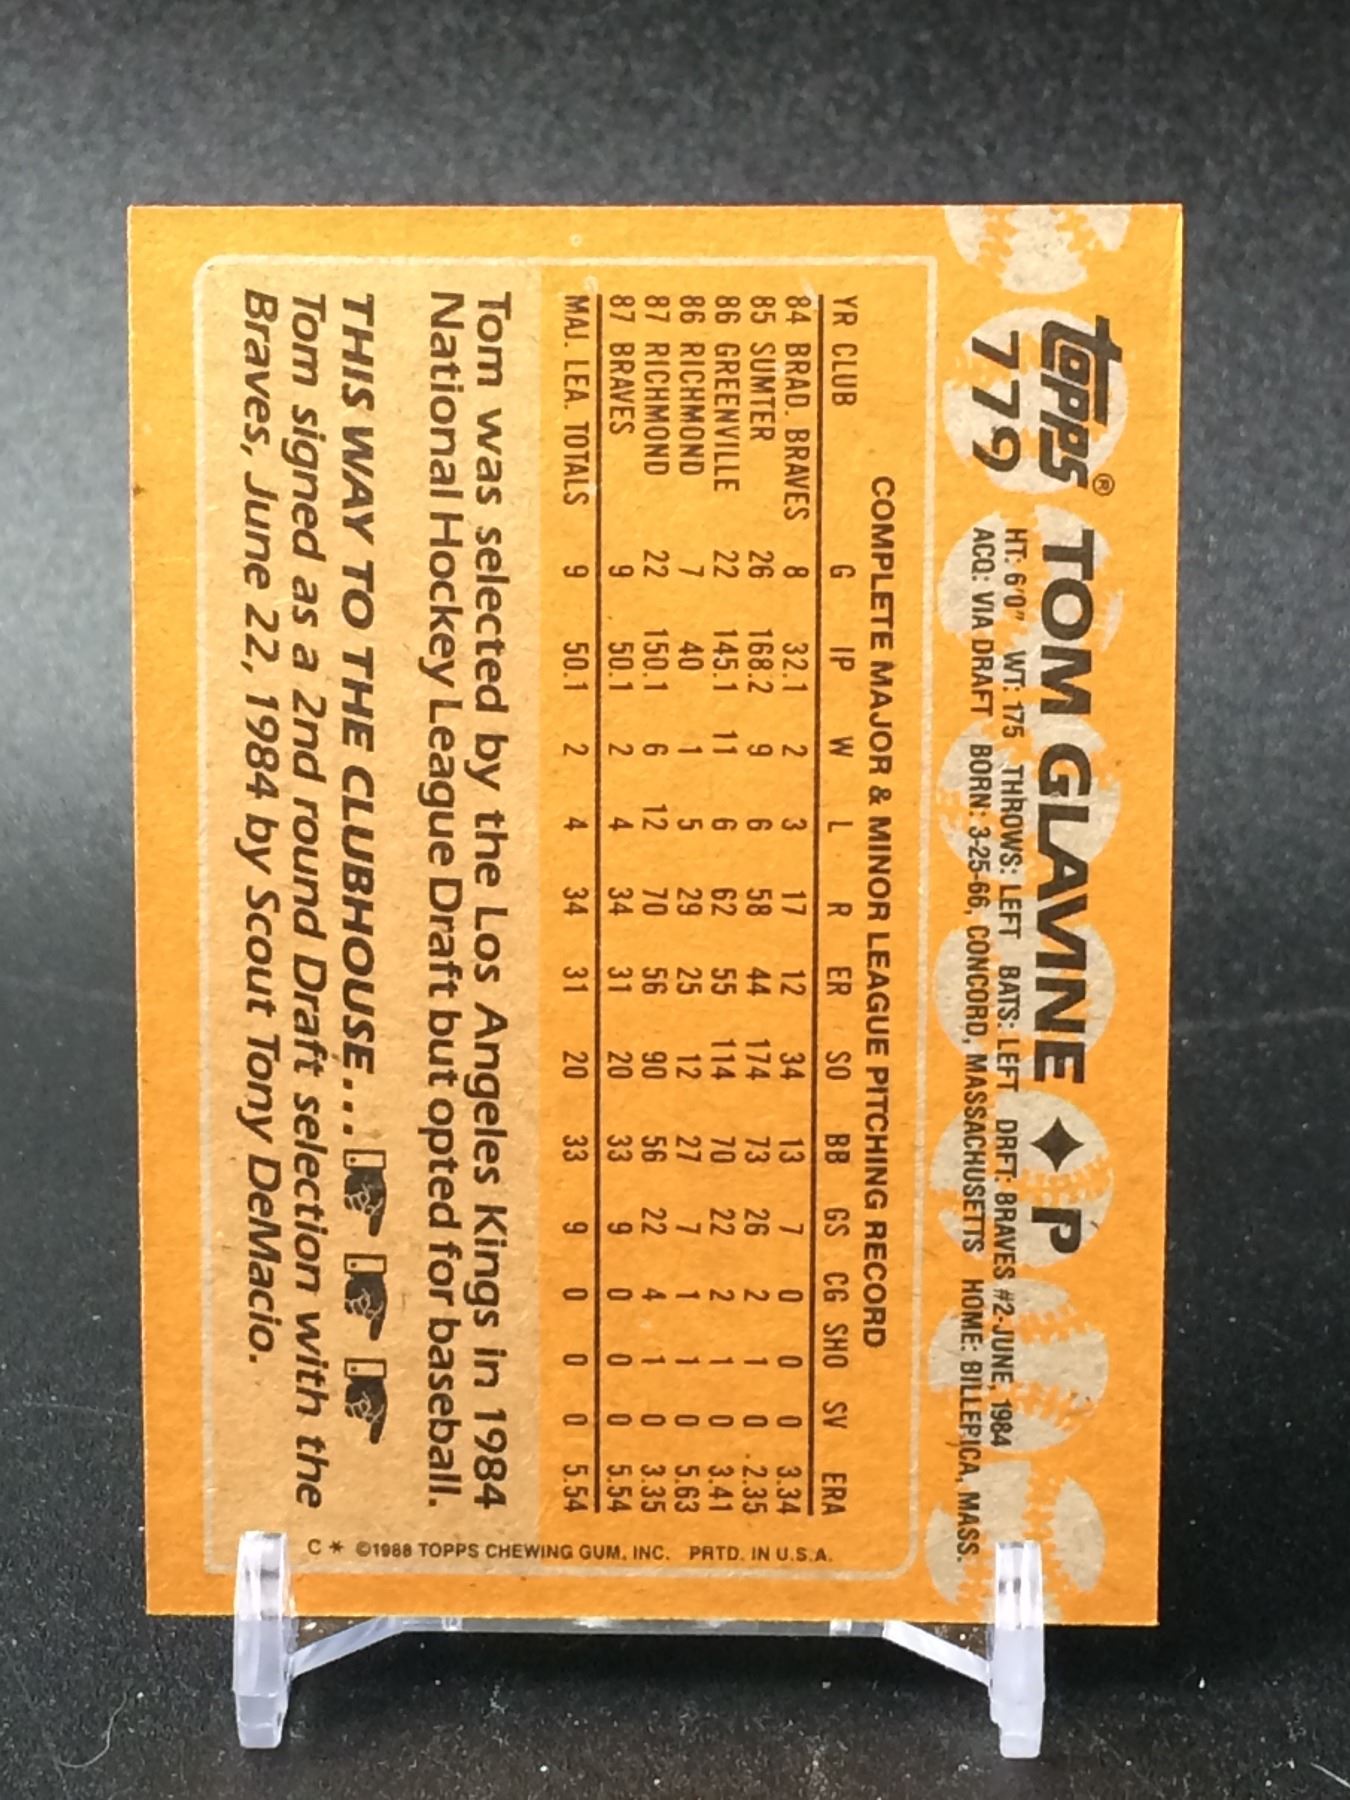 topps®
779
TOM GLAVINE ✦ P
HT: 6'0" WT: 175 THROWS: LEFT BATS: LEFT DRFT: BRAVES #2-JUNE, 1984
ACQ: VIA DRAFT BORN: 3-25-66, CONCORD, MASSACHUSETTS HOME: BILLERICA, MASS.
COMPLETE MAJOR & MINOR LEAGUE PITCHING RECORD
YR CLUB G IP W L R ER SO BB GS CG SHO SV ERA
84 BRAD. BRAVES 8 32.1 2 3 17 12 34 13 7 0 0 0 3.34
85 SUMTER 26 168.2 9 6 58 44 174 73 26 2 1 0 2.35
86 GREENVILLE 22 145.1 11 6 62 55 114 70 22 2 1 0 3.41
86 RICHMOND 7 40 1 5 29 25 12 27 7 1 1 0 5.63
87 RICHMOND 22 150.1 6 12 70 56 90 56 22 4 1 0 3.35
87 BRAVES 9 50.1 2 4 34 31 20 33 9 0 0 0 5.54
MAJ. LEA. TOTALS 9 50.1 2 4 34 31 20 33 9 0 0 0 5.54
Tom was selected by the Los Angeles Kings in 1984
National Hockey League Draft but opted for baseball.
THIS WAY TO THE CLUBHOUSE...
Tom signed as a 2nd round Draft selection with the
Braves, June 22, 1984 by Scout Tony DeMacio.
C * ©1988 TOPPS CHEWING GUM, INC. PRTD. IN U.S.A.